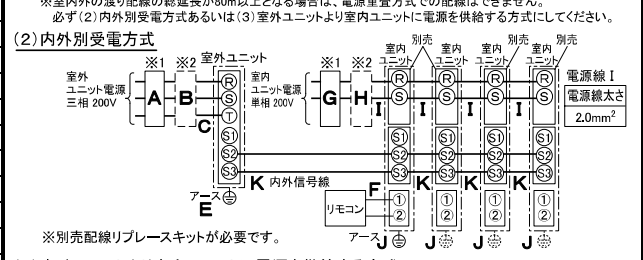 ※室内外の渡り配線の総延長が80m以上となる場合は、電源重畳方式での配線はできません。
必ず(2)内外別受電方式あるいは(3)室外ユニットより室内ユニットに電源を供給する方式にしてください。
(2)内外別受電方式
※1 ※2 室外ユニット
室外
ユニット電源
三相 200V
A B C
R
S
T
S1
S2
S3
アース
E
K 内外信号線
※1 ※2
室内
ユニット電源
単相 200V
G H
室内
ユニット
別売
室内
ユニット
室内
ユニット
別売
室内
ユニット
別売
R R R R
S S S S
I I I I
S1 S1 S1 S1
S2 S2 S2 S2
S3 S3 S3 S3
K K K
F
リモコン
① ① ① ①
② ② ② ②
アース J J J J
電源線 I
電源線太さ
2.0mm²
※別売配線リプレースキットが必要です。